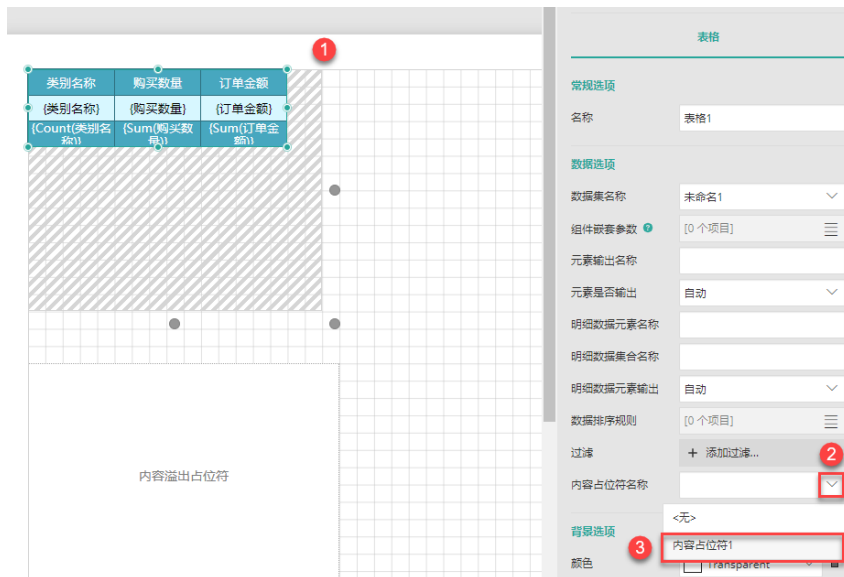 1
类别名称 购买数量 订单金额
{类别名称} {购买数量} {订单金额}
{Count(类别名称)} {Sum(购买数量)} {Sum(订单金额)}
内容溢出占位符
表格
常规选项
名称 表格1
数据选项
数据集名称 未命名1
组件嵌套参数 ? [0 个项目]
元素输出名称
元素是否输出 自动
明细数据元素名称
明细数据集合名称
明细数据元素输出 自动
数据排序规则 [0 个项目]
过滤 + 添加过滤... 2
内容占位符名称
<无>
背景选项
3 内容占位符1
颜色 Transparent